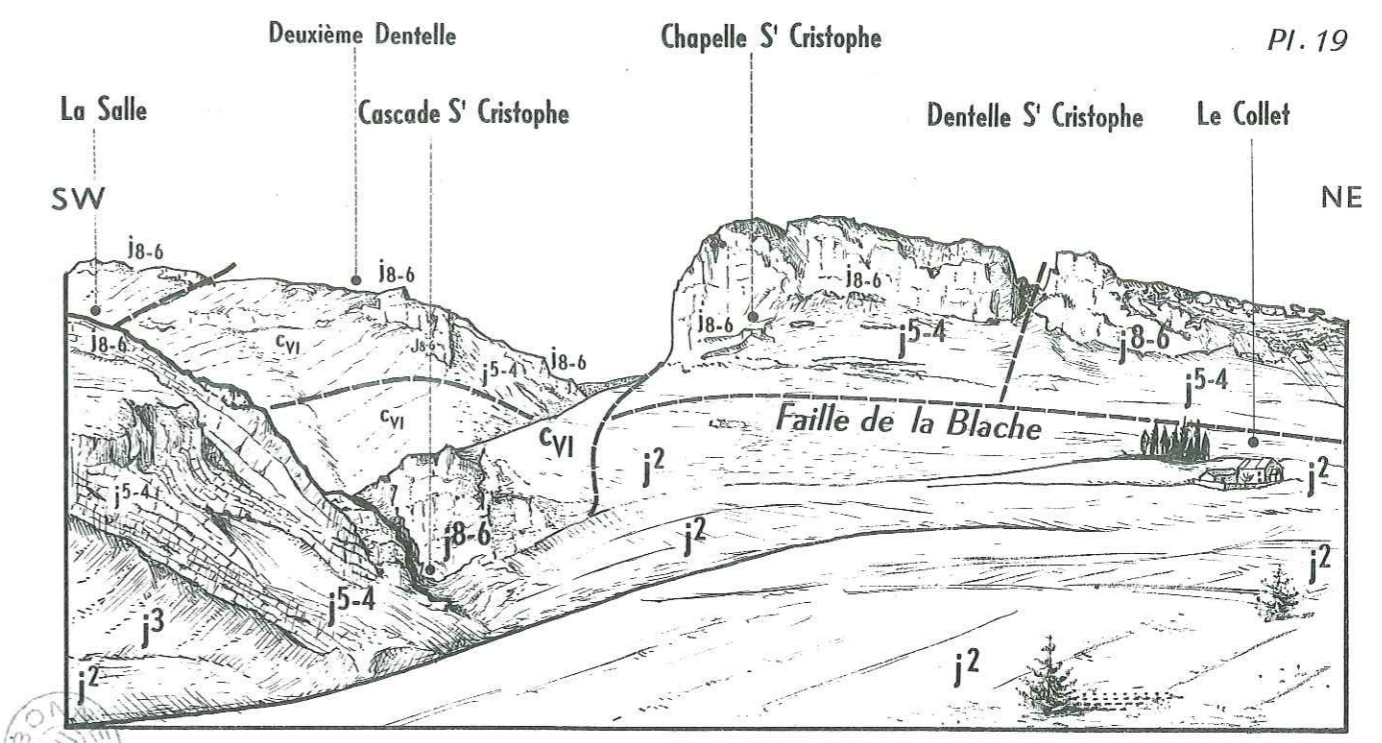 Pl. 19
Deuxième Dentelle
Chapelle Sᵗ Cristophe
La Salle
Cascade Sᵗ Cristophe
Dentelle Sᵗ Cristophe
Le Collet
SW
NE
j8-6
j8-6
j8-6
j8-6
j5-4
j8-6
j8-6
cVI
J8-6
j5-4
j8-6
j5-4
cVI
Faille de la Blache
cVI
j²
j²
j5-4
j8-6
j²
j²
j5-4
j³
j²
j²